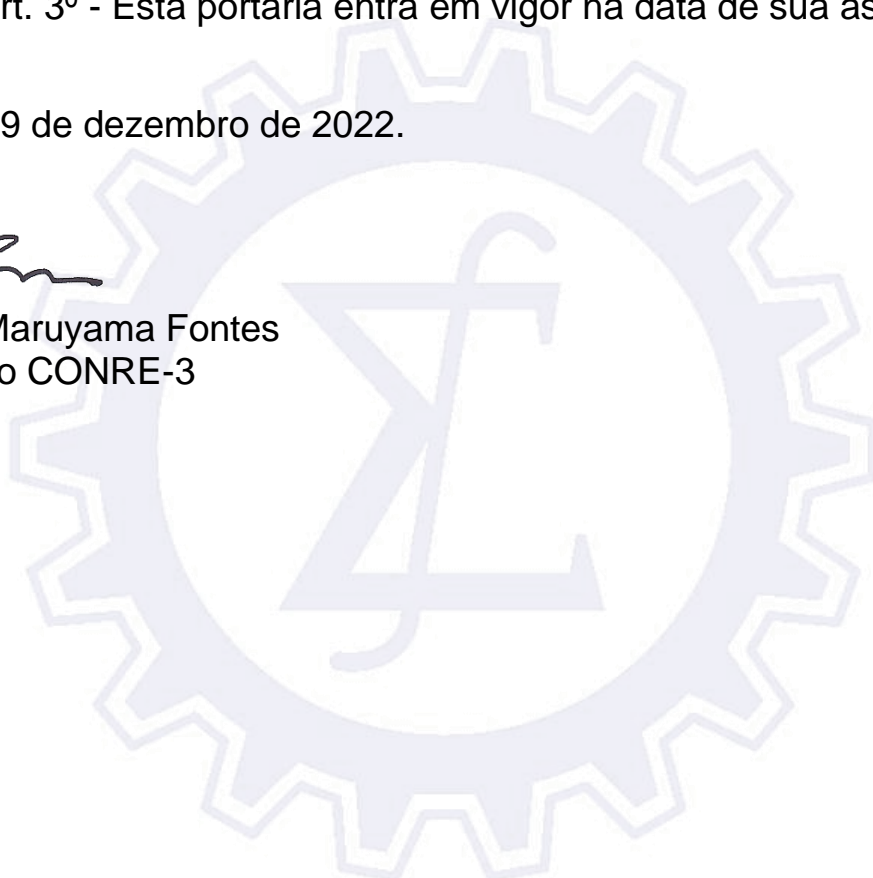 rt. 3º - Esta portaria entra em vigor na data de sua as
9 de dezembro de 2022.
Maruyama Fontes
o CONRE-3